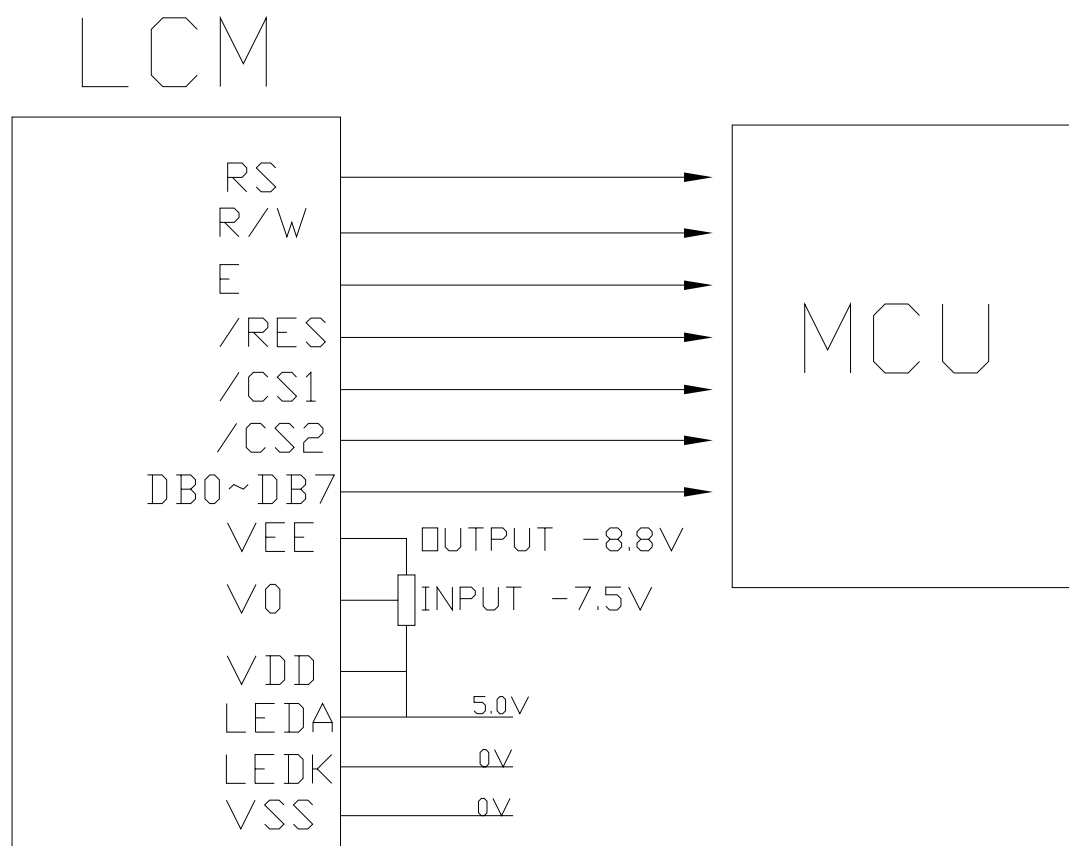 LCM
RS
R/W
E
/RES
/CS1
/CS2
DB0~DB7
MCU
VEE OUTPUT -8.8V
V0 INPUT -7.5V
VDD
LEDA 5.0V
LEDK 0V
VSS 0V